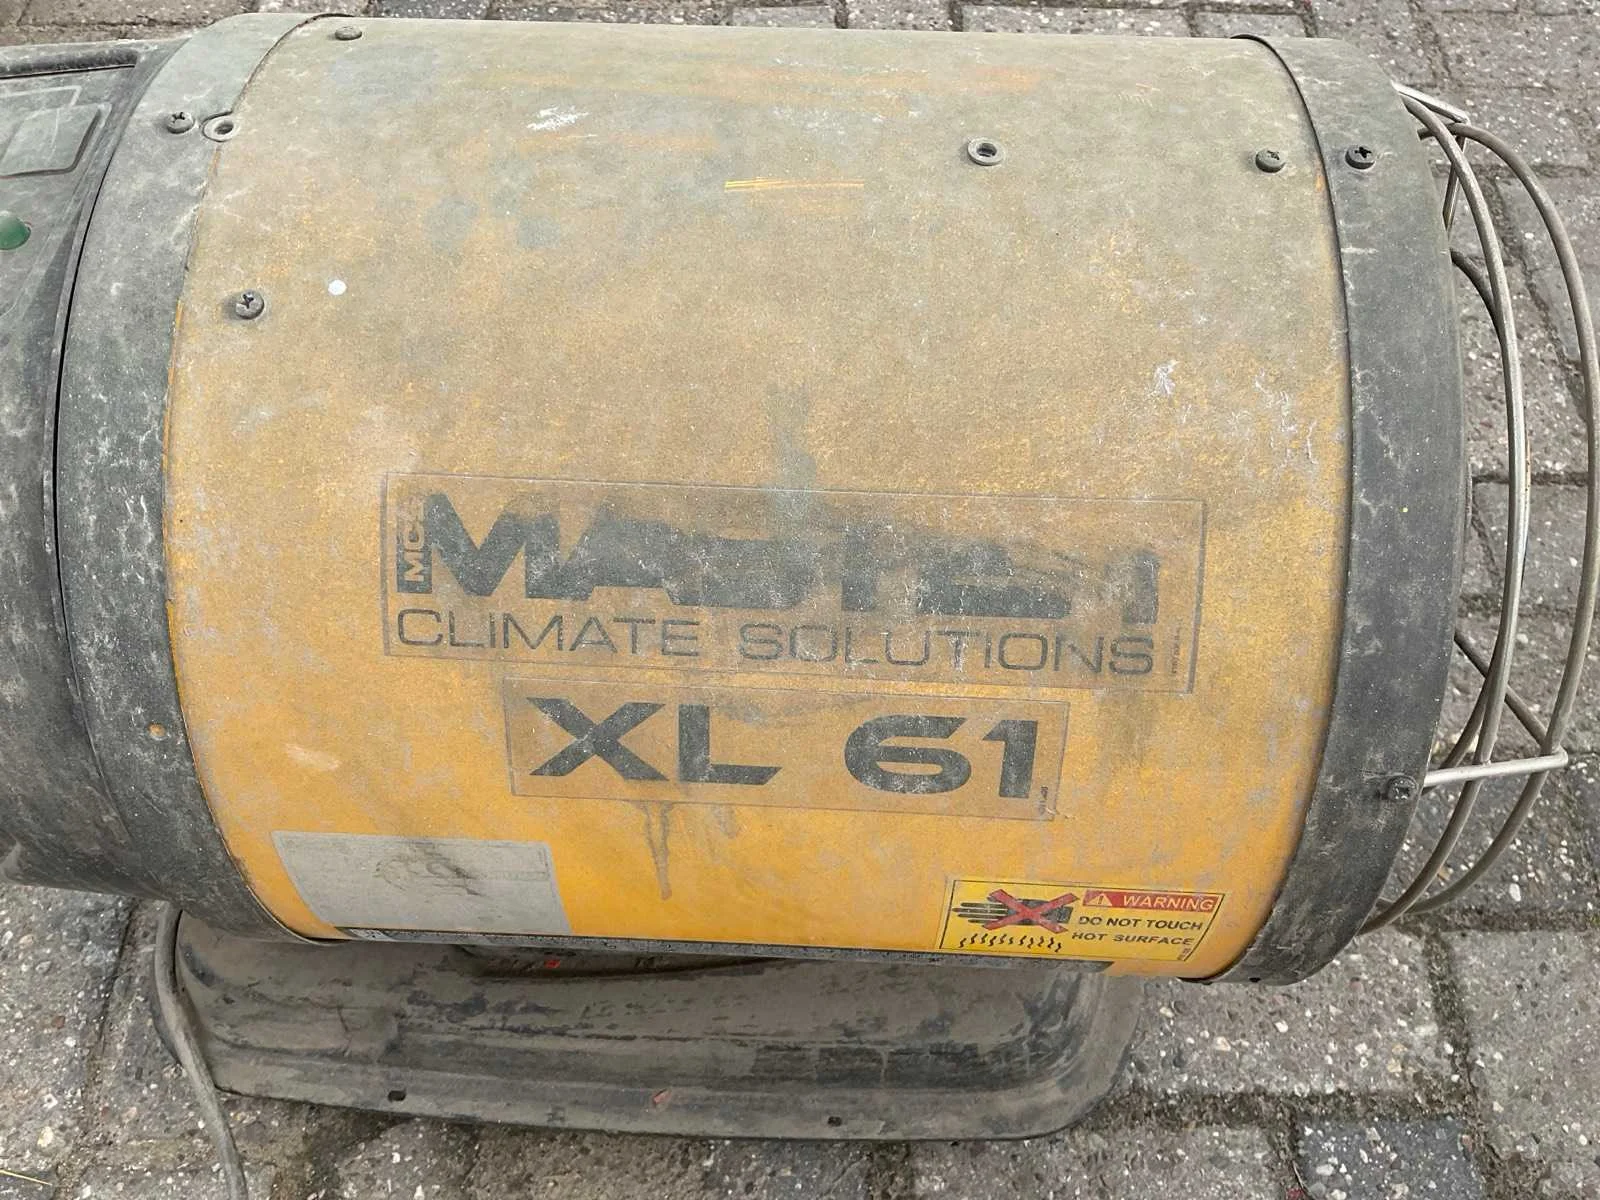 MCS
MASTER
CLIMATE SOLUTIONS
XL 61
WARNING
DO NOT TOUCH
HOT SURFACE